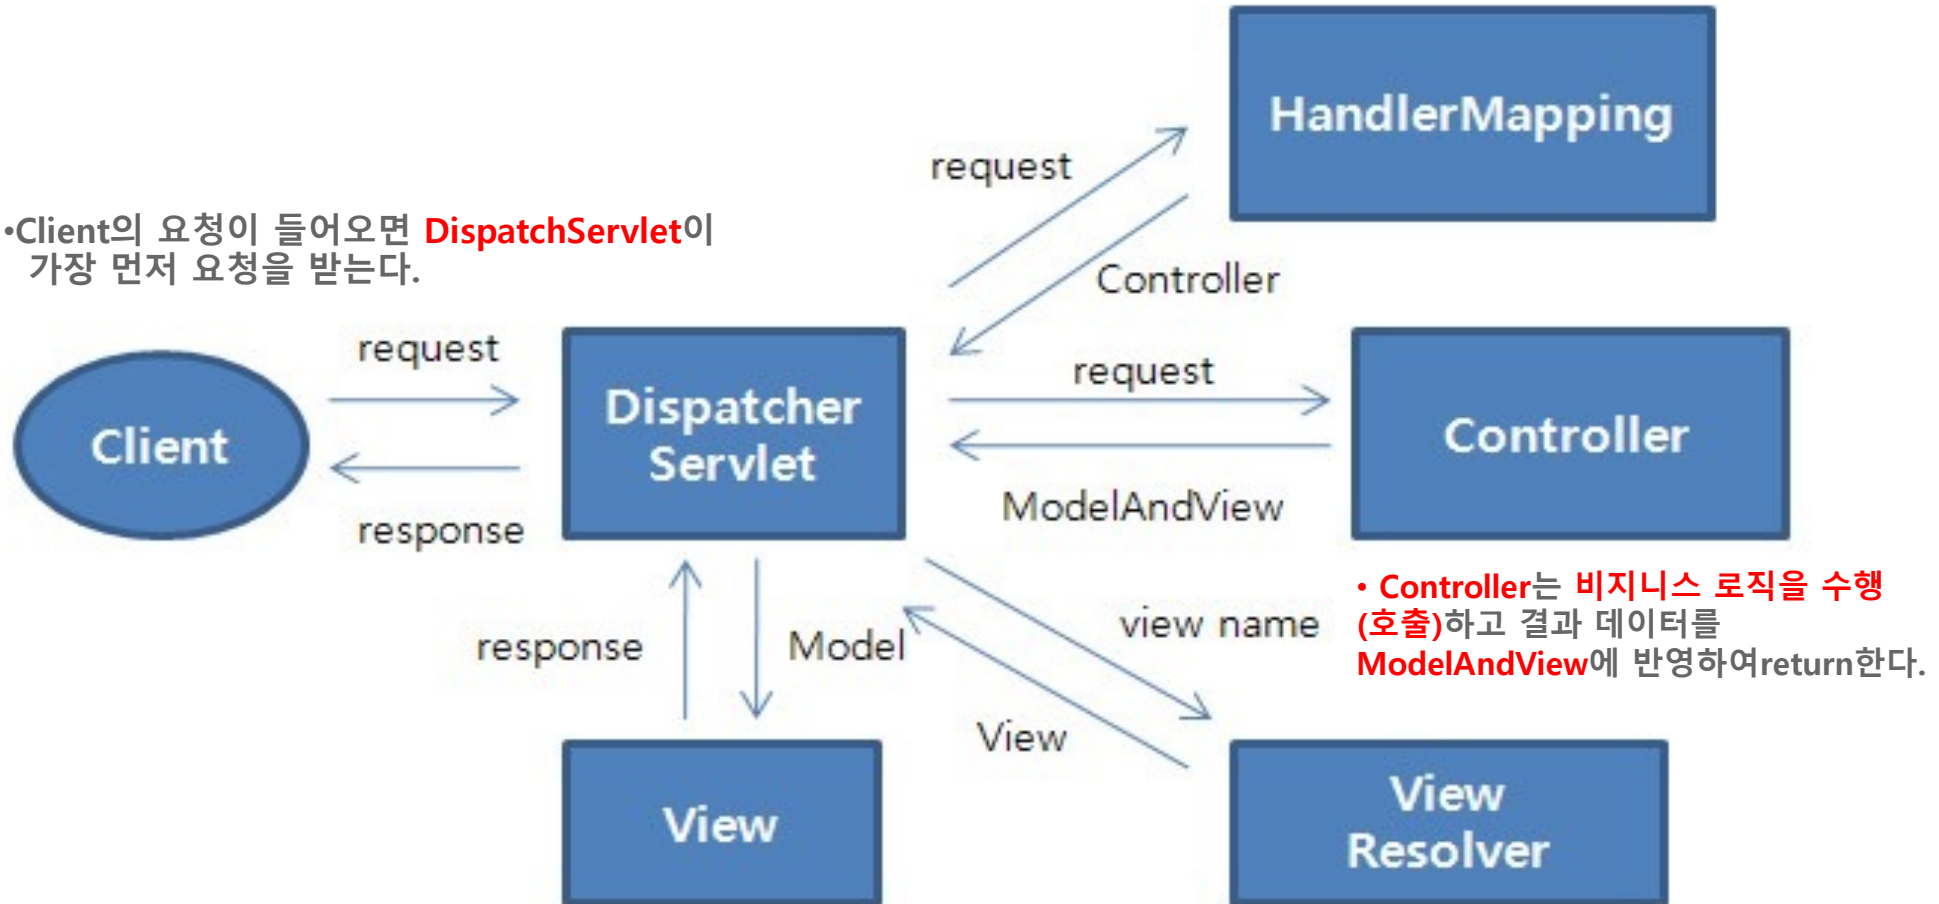 HandlerMapping
request
•Client의 요청이 들어오면 DispatchServlet이
가장 먼저 요청을 받는다.
Controller
request
request
Dispatcher
Servlet
Client
Controller
ModelAndView
response
• Controller는 비지니스 로직을 수행
(호출)하고 결과 데이터를
ModelAndView에 반영하여return한다.
response
Model
view name
View
View
View
Resolver